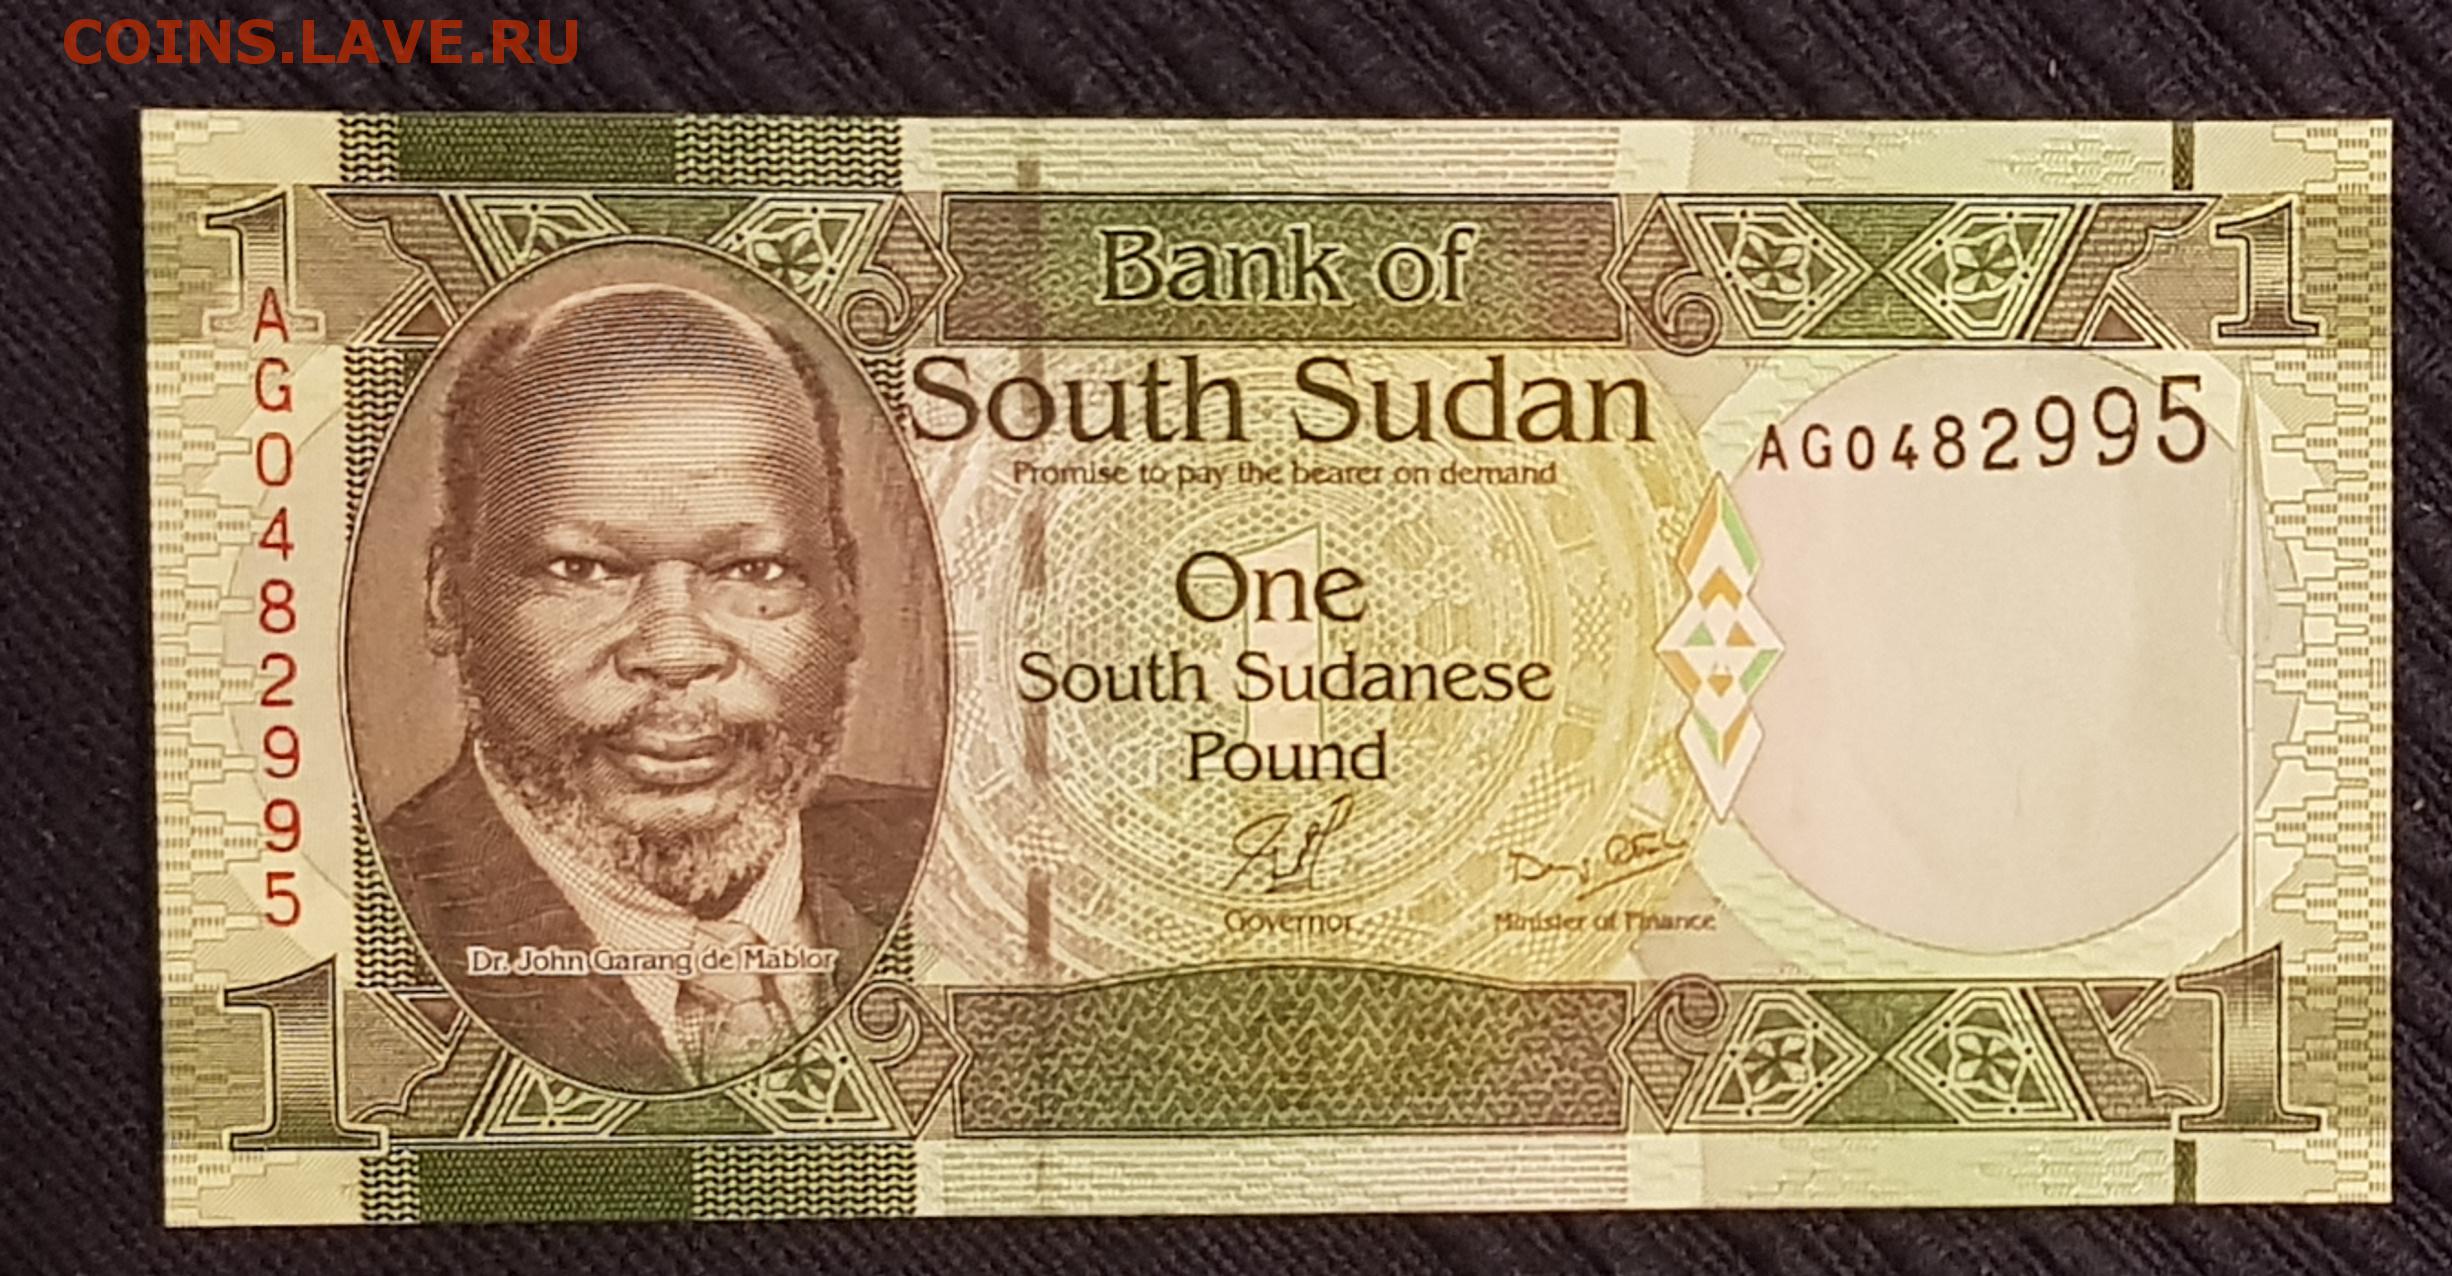 COINS.LAVE.RU
1
1
Bank of
South Sudan
Promise to pay the bearer on demand
AG0482995
AG0482995
One
South Sudanese
Pound
1
Governor
Minister of Finance
Dr. John Garang de Mabior
1
1